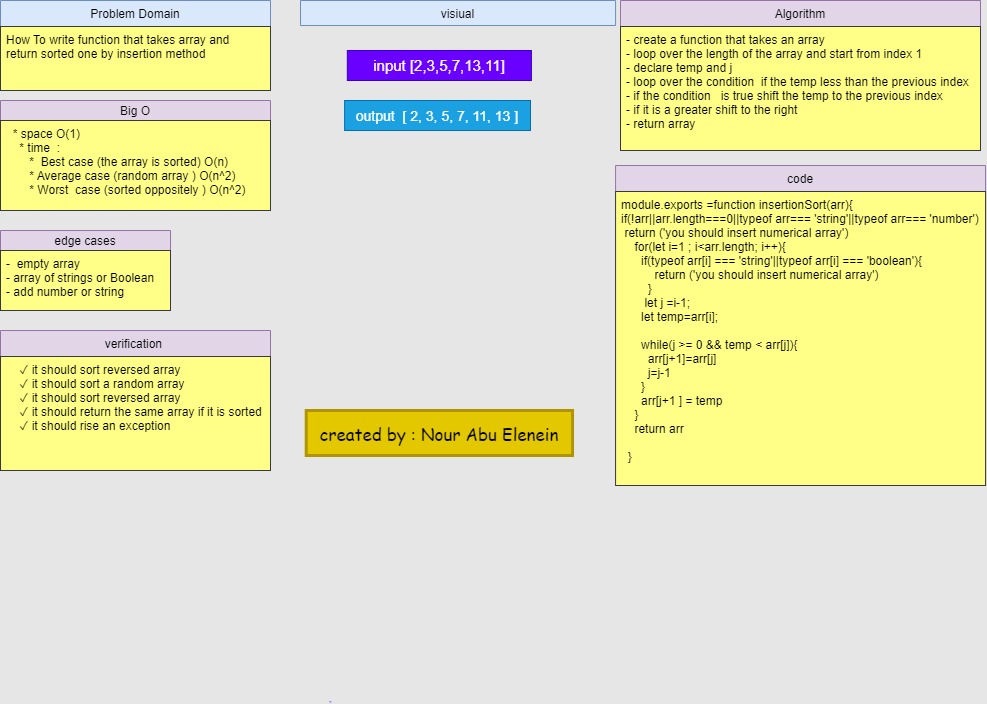 Problem Domain
How To write function that takes array and
return sorted one by insertion method
Big O
* space O(1)
* time :
* Best case (the array is sorted) O(n)
* Average case (random array ) O(n^2)
* Worst case (sorted oppositely ) O(n^2)
edge cases
- empty array
- array of strings or Boolean
- add number or string
verification
✓ it should sort reversed array
✓ it should sort a random array
✓ it should sort reversed array
✓ it should return the same array if it is sorted
✓ it should rise an exception
visiual
input [2,3,5,7,13,11]
output [ 2, 3, 5, 7, 11, 13 ]
created by : Nour Abu Elenein
Algorithm
- create a function that takes an array
- loop over the length of the array and start from index 1
- declare temp and j
- loop over the condition if the temp less than the previous index
- if the condition is true shift the temp to the previous index
- if it is a greater shift to the right
- return array
code
module.exports =function insertionSort(arr){
if(!arr||arr.length===0||typeof arr=== 'string'||typeof arr=== 'number')
return ('you should insert numerical array')
for(let i=1 ; i<arr.length; i++){
if(typeof arr[i] === 'string'||typeof arr[i] === 'boolean'){
return ('you should insert numerical array')
}
let j =i-1;
let temp=arr[i];
while(j >= 0 && temp < arr[j]){
arr[j+1]=arr[j]
j=j-1
}
arr[j+1 ] = temp
}
return arr
}